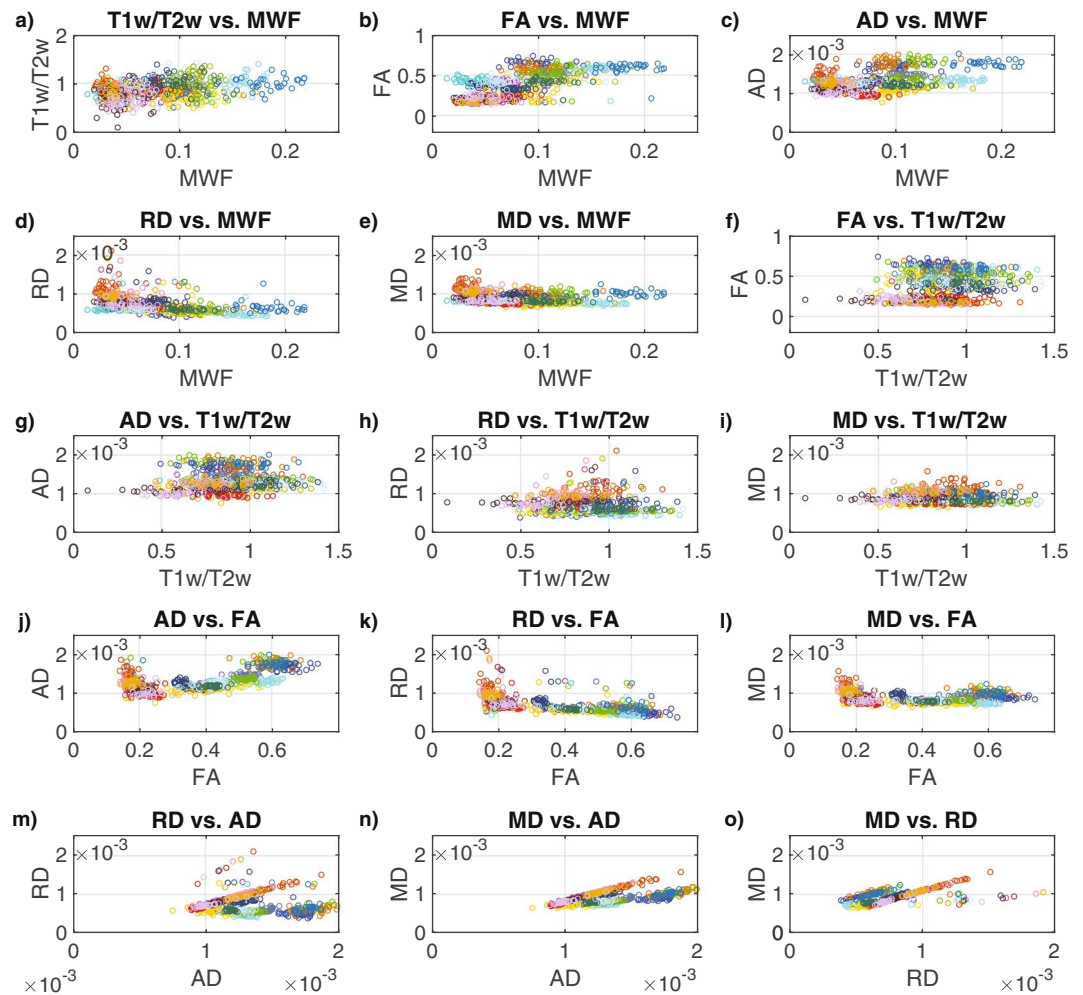 a) T1w/T2w vs. MWF
T1w/T2w
2
1
0
0 0.1 0.2
MWF
b) FA vs. MWF
FA
1
0.5
0
0 0.1 0.2
MWF
c) AD vs. MWF
×10⁻³
AD
2
1
0
0 0.1 0.2
MWF
d) RD vs. MWF
×10⁻³
RD
2
1
0
0 0.1 0.2
MWF
e) MD vs. MWF
×10⁻³
MD
2
1
0
0 0.1 0.2
MWF
f) FA vs. T1w/T2w
FA
1
0.5
0
0 0.5 1 1.5
T1w/T2w
g) AD vs. T1w/T2w
×10⁻³
AD
2
1
0
0 0.5 1 1.5
T1w/T2w
h) RD vs. T1w/T2w
×10⁻³
RD
2
1
0
0 0.5 1 1.5
T1w/T2w
i) MD vs. T1w/T2w
×10⁻³
MD
2
1
0
0 0.5 1 1.5
T1w/T2w
j) AD vs. FA
×10⁻³
AD
2
1
0
0 0.2 0.4 0.6
FA
k) RD vs. FA
×10⁻³
RD
2
1
0
0 0.2 0.4 0.6
FA
l) MD vs. FA
×10⁻³
MD
2
1
0
0 0.2 0.4 0.6
FA
m) RD vs. AD
×10⁻³
RD
2
1
0
0 1 2
AD
×10⁻³
n) MD vs. AD
×10⁻³
MD
2
1
0
0 1 2
AD
×10⁻³
o) MD vs. RD
×10⁻³
MD
2
1
0
0 1 2
RD
×10⁻³